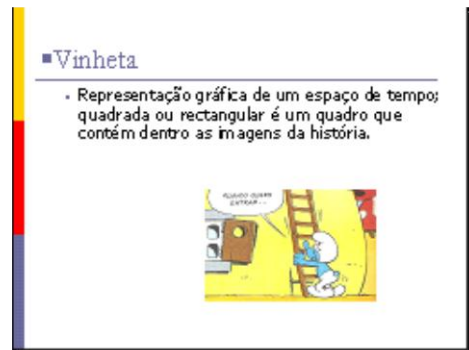 Vinheta
Representação gráfica de um espaço de tempo;
quadrada ou rectangular é um quadro que
contém dentro as imagens da história.